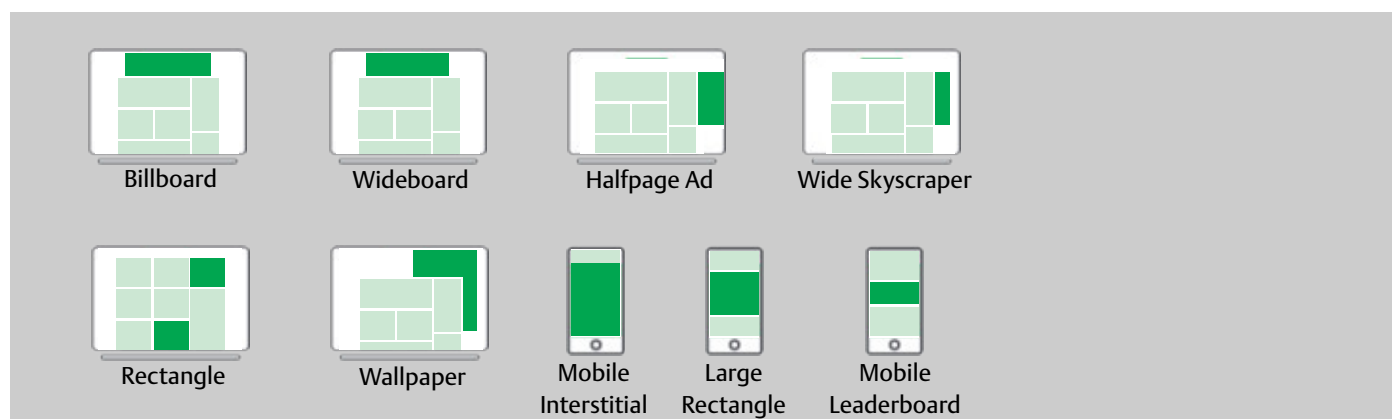 Billboard
Wideboard
Halfpage Ad
Wide Skyscraper
Rectangle
Wallpaper
Mobile
Interstitial
Large
Rectangle
Mobile
Leaderboard